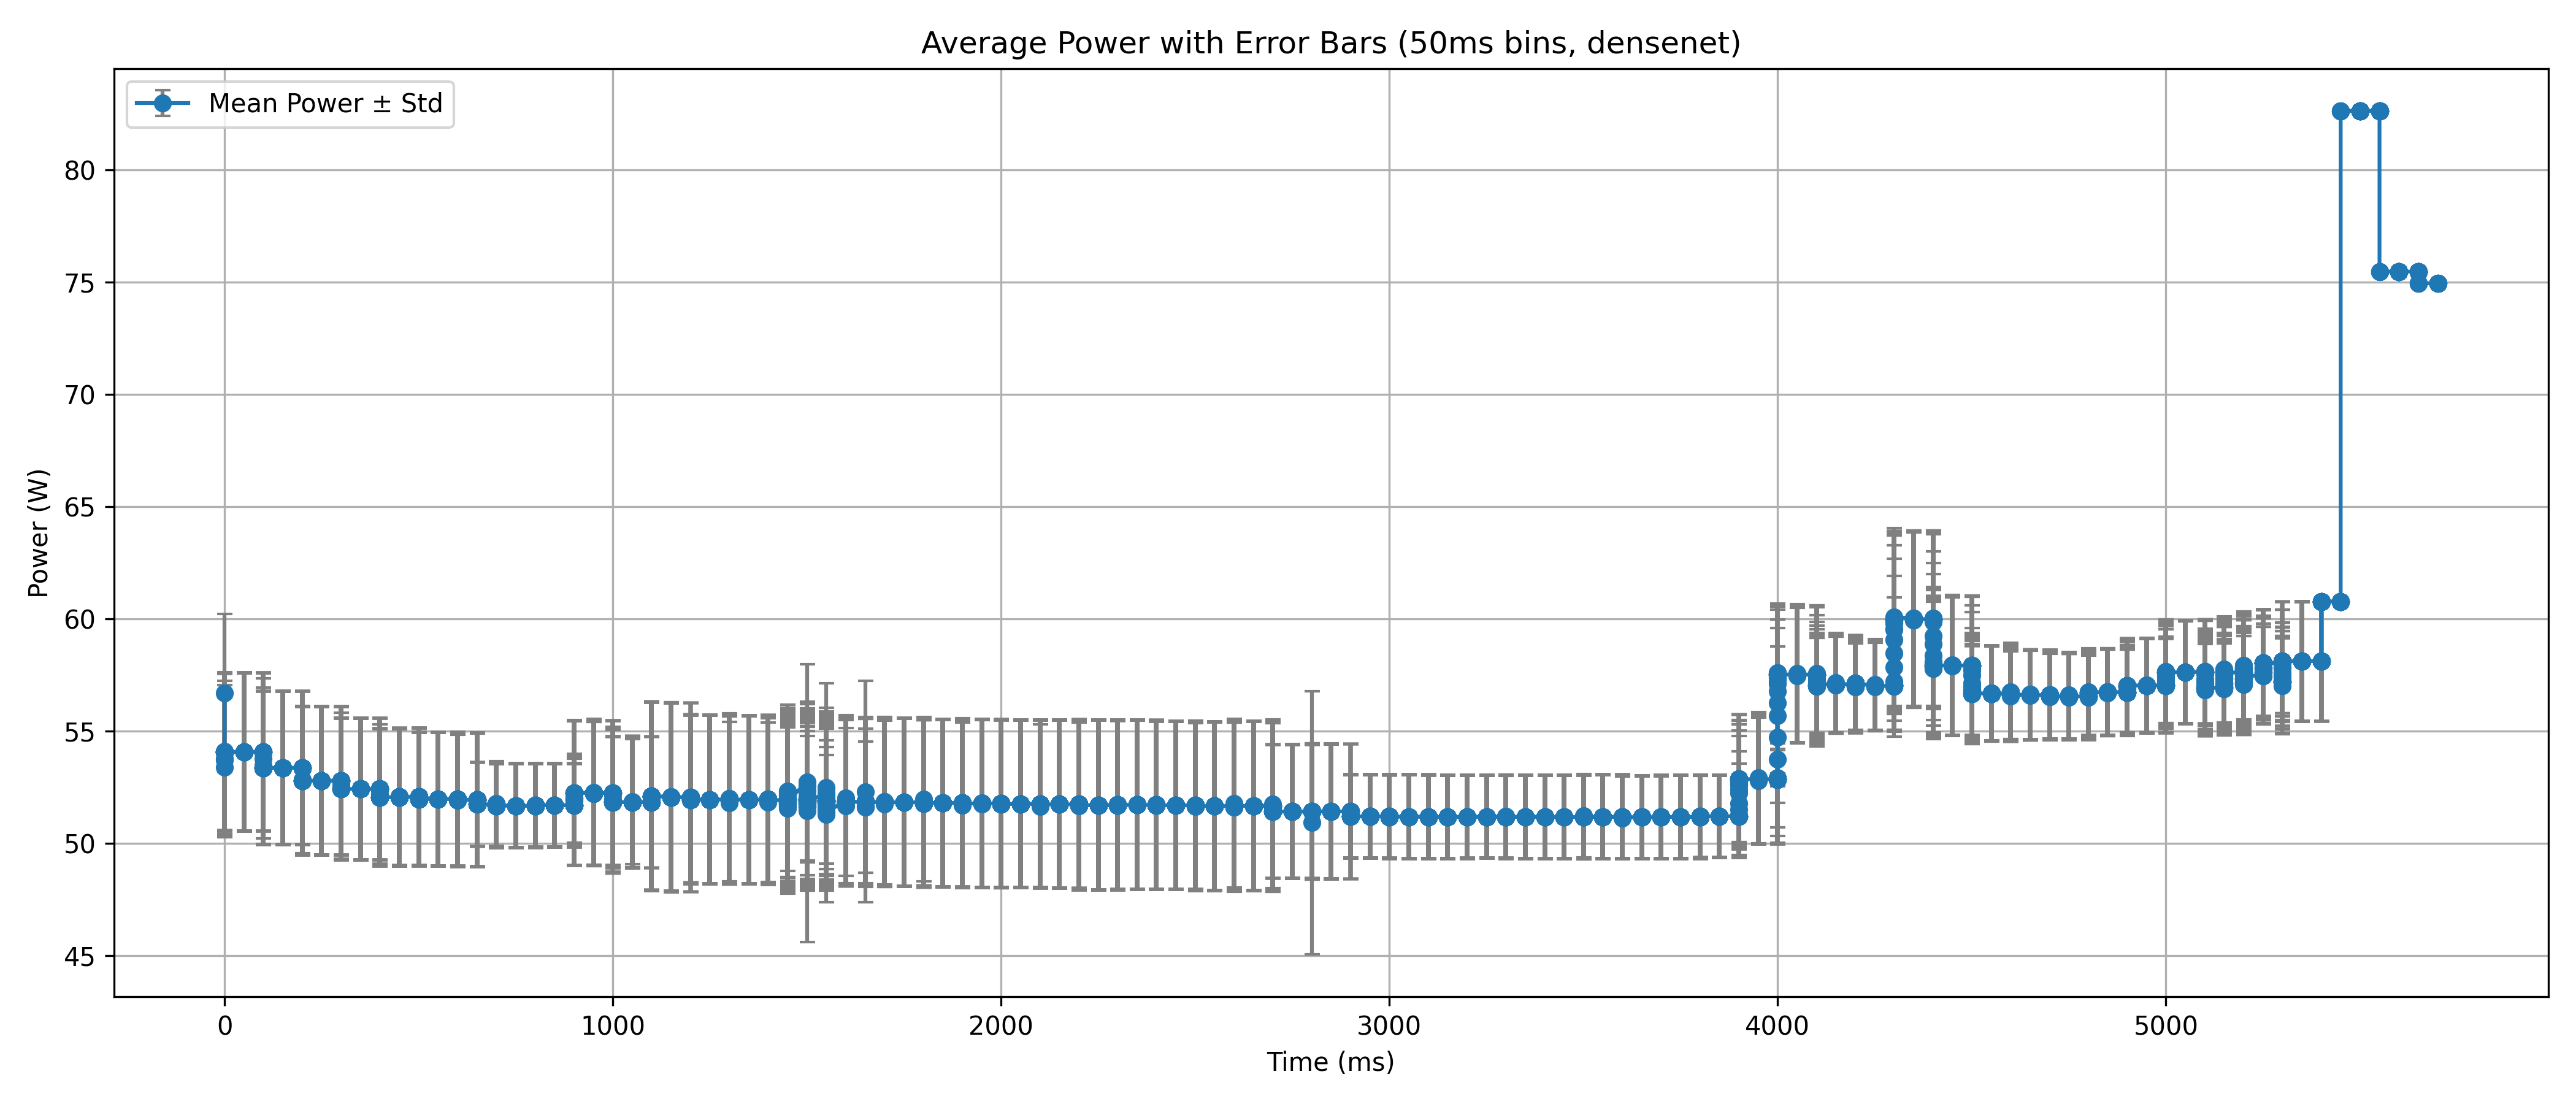 Average Power with Error Bars (50ms bins, densenet)
Mean Power ± Std
Power (W)
80
75
70
65
60
55
50
45
0 1000 2000 3000 4000 5000
Time (ms)